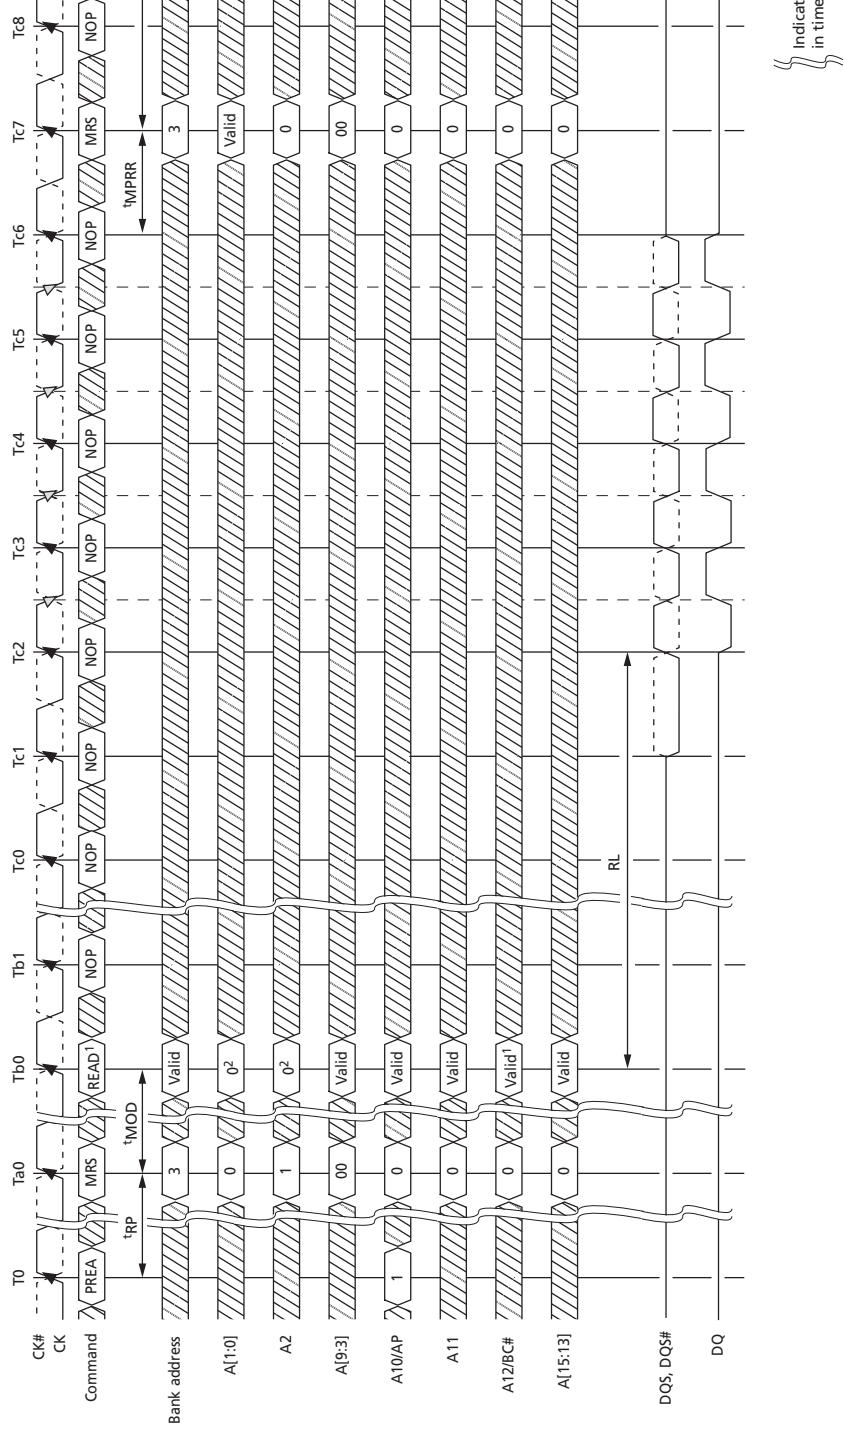 T0 Ta0 Tb0 Tb1 Tc0 Tc1 Tc2 Tc3 Tc4 Tc5 Tc6 Tc7 Tc8
CK#
CK
Command PREA MRS READ1 NOP NOP NOP NOP NOP NOP NOP NOP MRS NOP
tRP tMOD tMPRR
Bank address 3 Valid 3
A[1:0] 0 02 Valid
A2 1 02 0
A[9:3] 00 Valid 00
A10/AP 1 0 Valid 0
A11 0 Valid 0
A12/BC# 0 Valid1 0
A[15:13] 0 Valid 0
RL
DQS, DQS#
DQ
Indicat
in time